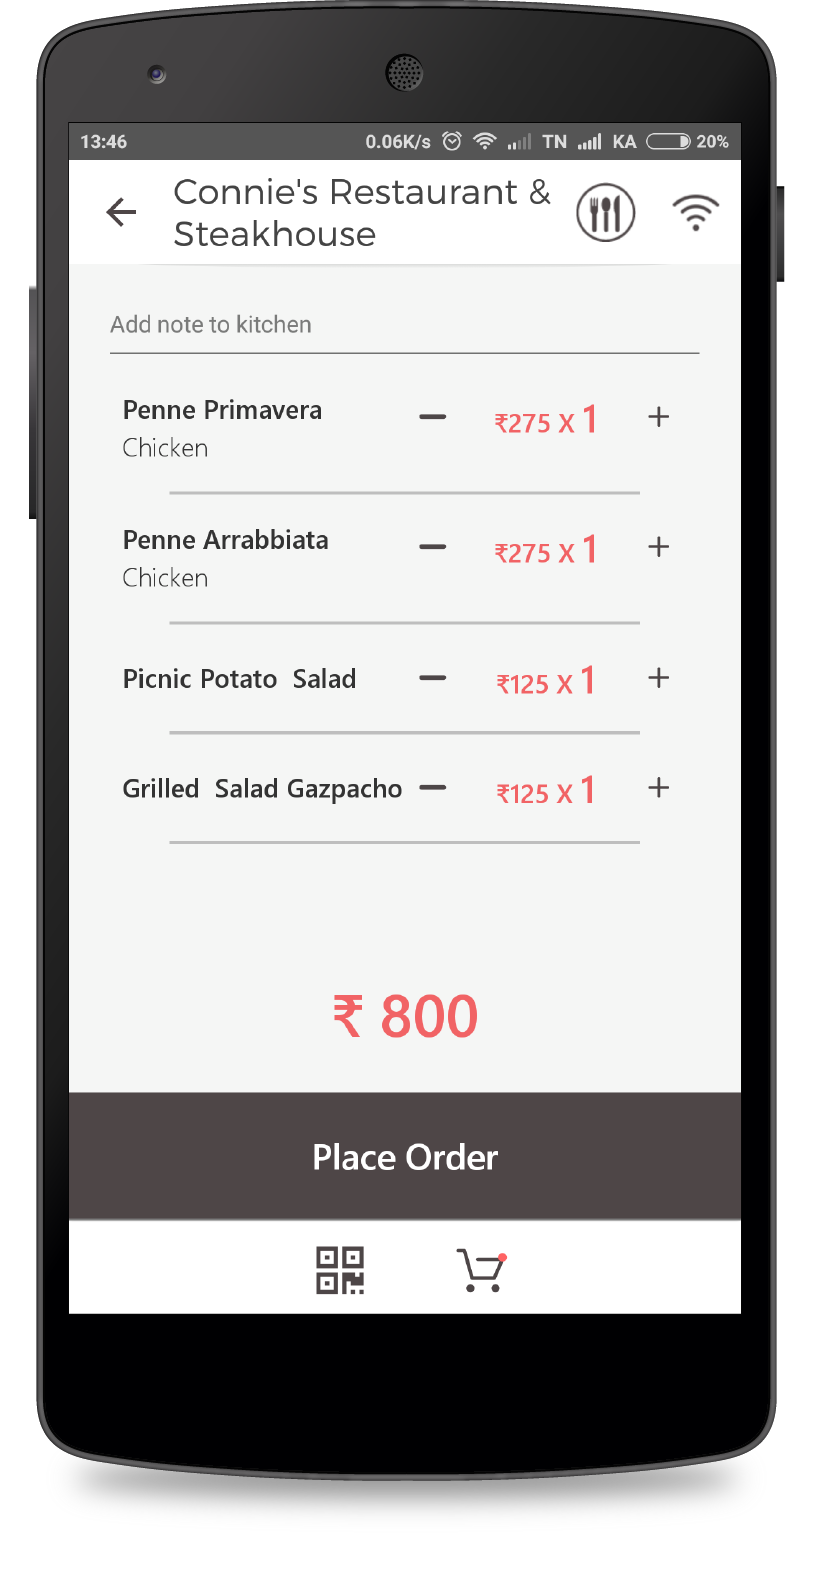 13:46 0.06K/s TN KA 20%
Connie's Restaurant &
Steakhouse
Add note to kitchen
Penne Primavera ₹275 X 1
Chicken
Penne Arrabbiata ₹275 X 1
Chicken
Picnic Potato  Salad ₹125 X 1
Grilled  Salad Gazpacho ₹125 X 1
₹ 800
Place Order